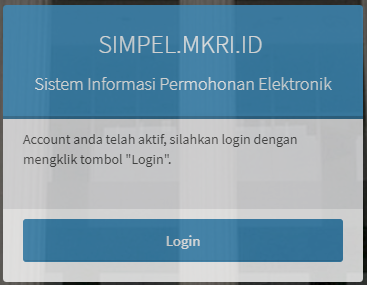 SIMPEL.MKRI.ID
Sistem Informasi Permohonan Elektronik
Account anda telah aktif, silahkan login dengan
mengklik tombol "Login".
Login